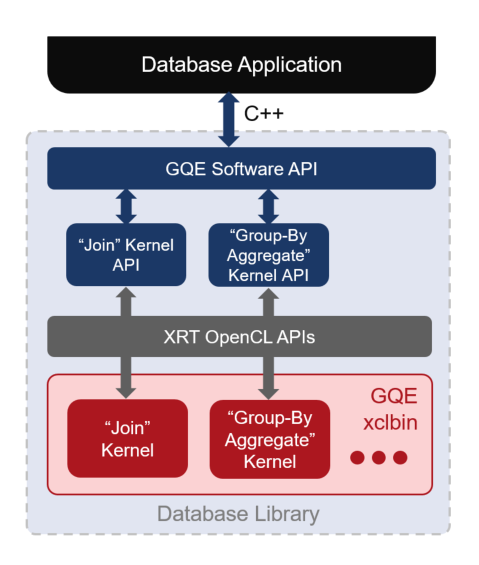 Database Application
C++
GQE Software API
“Join” Kernel
API
“Group-By
Aggregate”
Kernel API
XRT OpenCL APIs
GQE
xclbin
“Join”
Kernel
“Group-By
Aggregate”
Kernel
Database Library